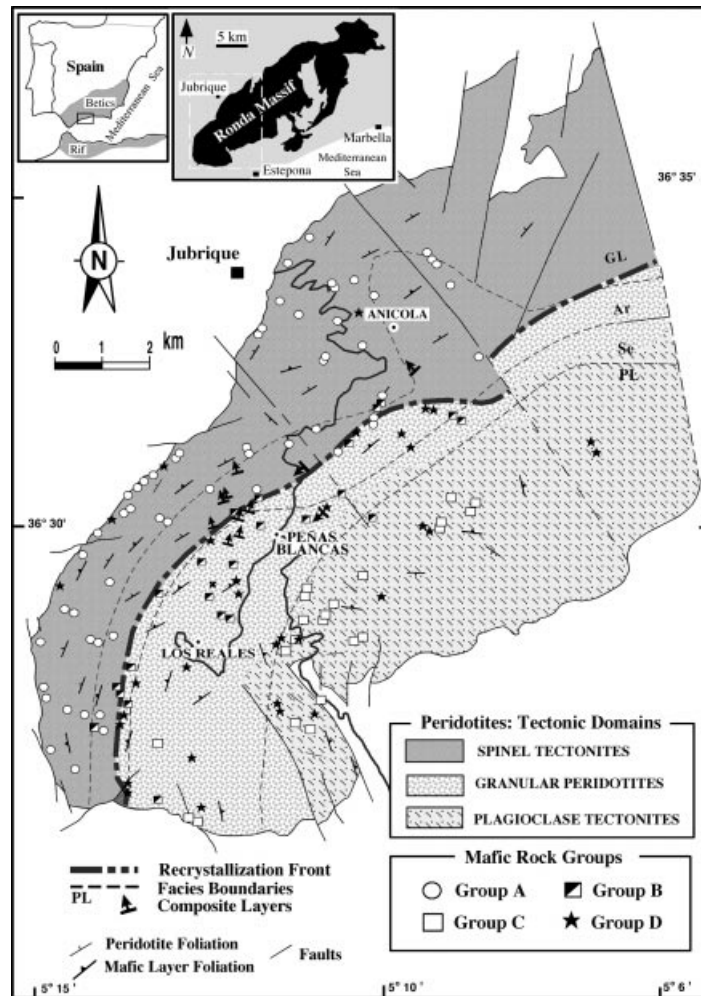 Spain
Betics
Rif
Mediterranean Sea
5 km
N
Jubrique
Ronda Massif
Marbella
Mediterranean
Sea
Estepona
36° 35'
N
Jubrique
GL
ANICOLA
Ar
Se
PL
0 1 2 km
36° 30'
PEÑAS
BLANCAS
LOS REALES
Peridotites: Tectonic Domains
SPINEL TECTONITES
GRANULAR PERIDOTITES
PLAGIOCLASE TECTONITES
Mafic Rock Groups
Group A Group B
Group C Group D
Recrystallization Front
Facies Boundaries
PL
Composite Layers
Peridotite Foliation
Faults
Mafic Layer Foliation
5° 15' 5° 10' 5° 6'